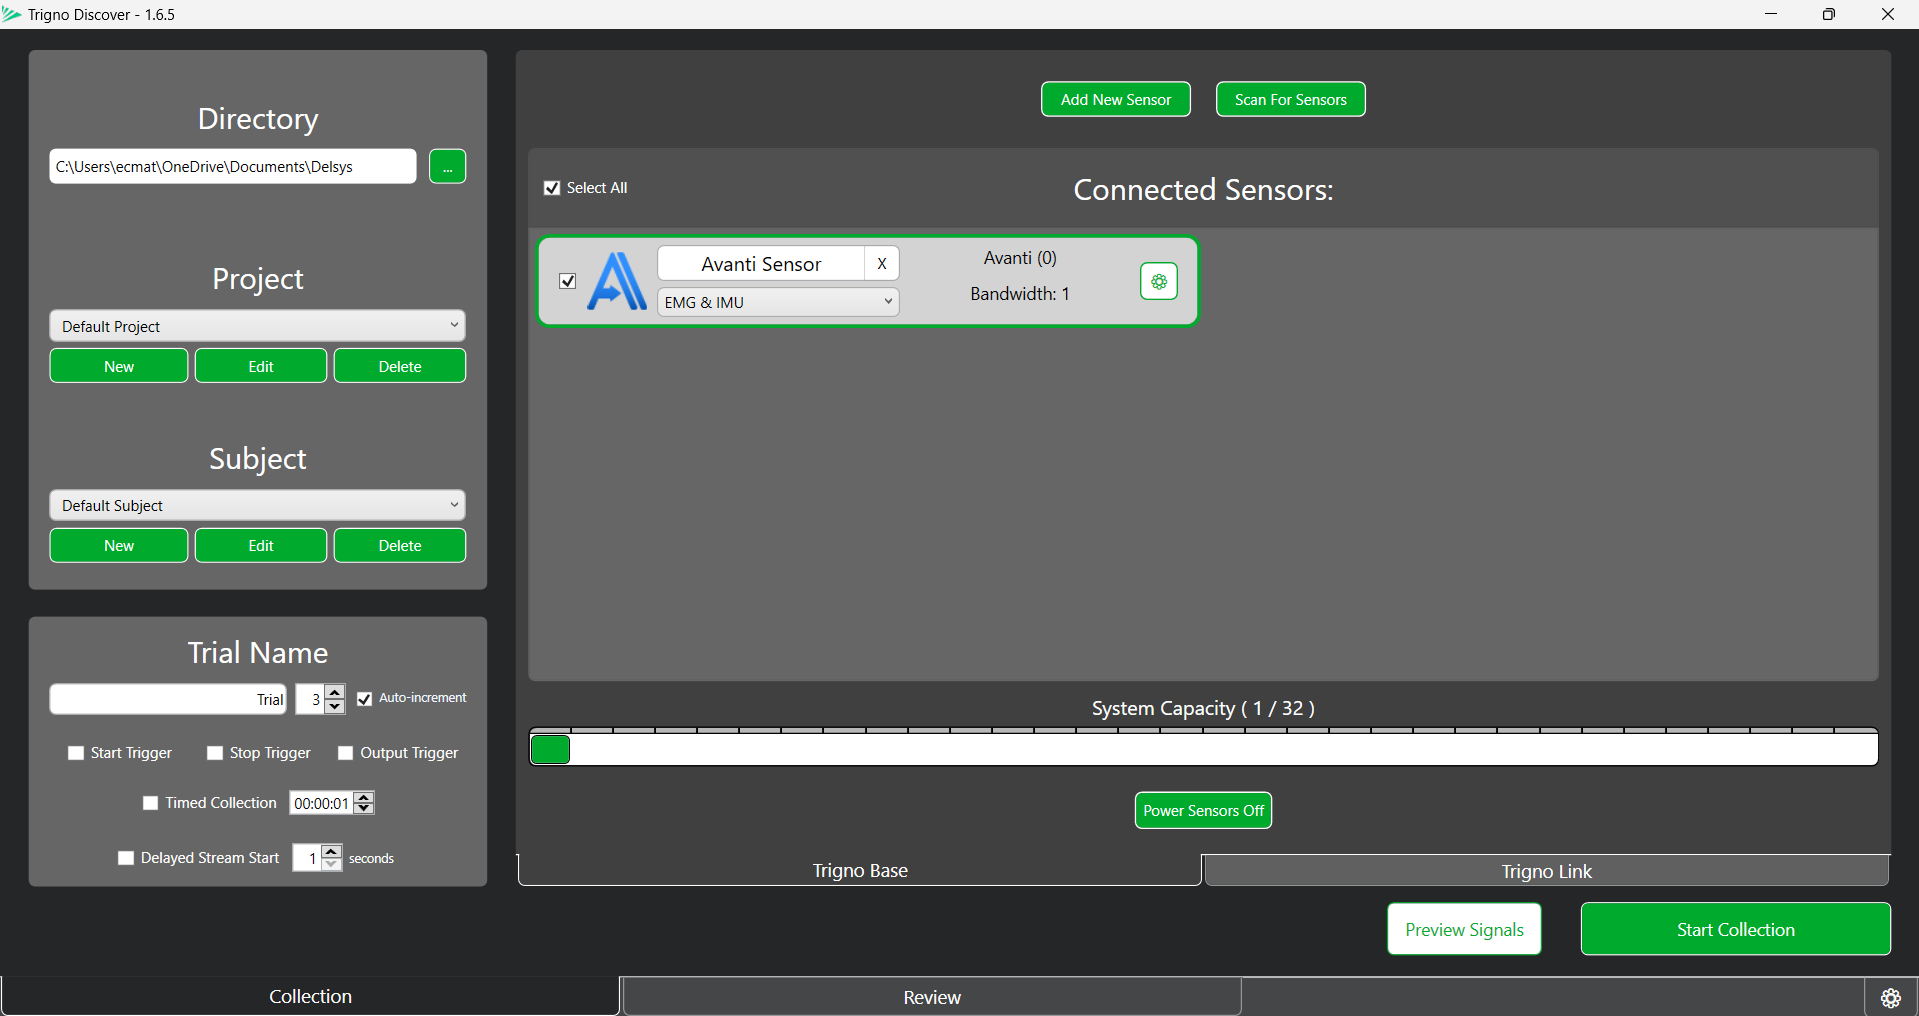 Trigno Discover - 1.6.5
Directory
C:\Users\ecmat\OneDrive\Documents\Delsys
...
Project
Default Project
New Edit Delete
Subject
Default Subject
New Edit Delete
Trial Name
Trial 3 Auto-increment
Start Trigger Stop Trigger Output Trigger
Timed Collection 00:00:01
Delayed Stream Start 1 seconds
Add New Sensor Scan For Sensors
Select All Connected Sensors:
Avanti Sensor X
EMG & IMU
Avanti (0)
Bandwidth: 1
System Capacity ( 1 / 32 )
Power Sensors Off
Trigno Base Trigno Link
Preview Signals Start Collection
Collection Review